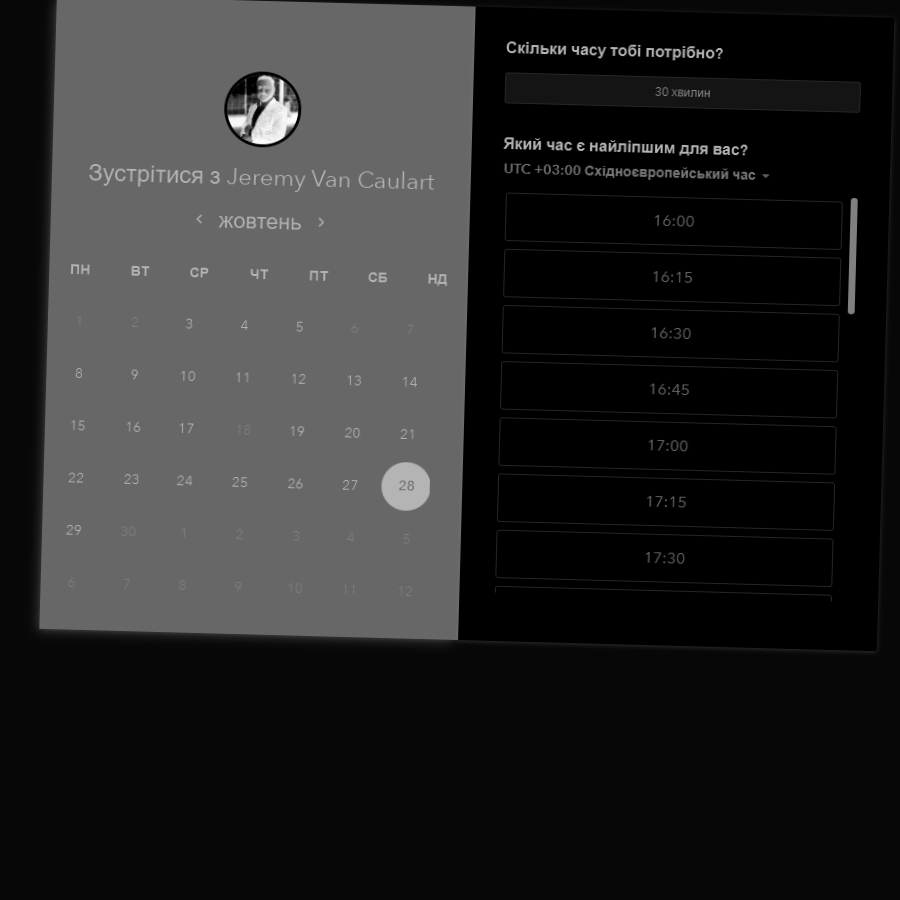 Зустрітися з Jeremy Van Caulart
жовтень
ПН ВТ СР ЧТ ПТ СБ НД
1 2 3 4 5 6 7
8 9 10 11 12 13 14
15 16 17 18 19 20 21
22 23 24 25 26 27 28
29 30 1 2 3 4 5
6 7 8 9 10 11 12
Скільки часу тобі потрібно?
30 хвилин
Який час є найліпшим для вас?
UTC +03:00 Східноєвропейський час
16:00
16:15
16:30
16:45
17:00
17:15
17:30